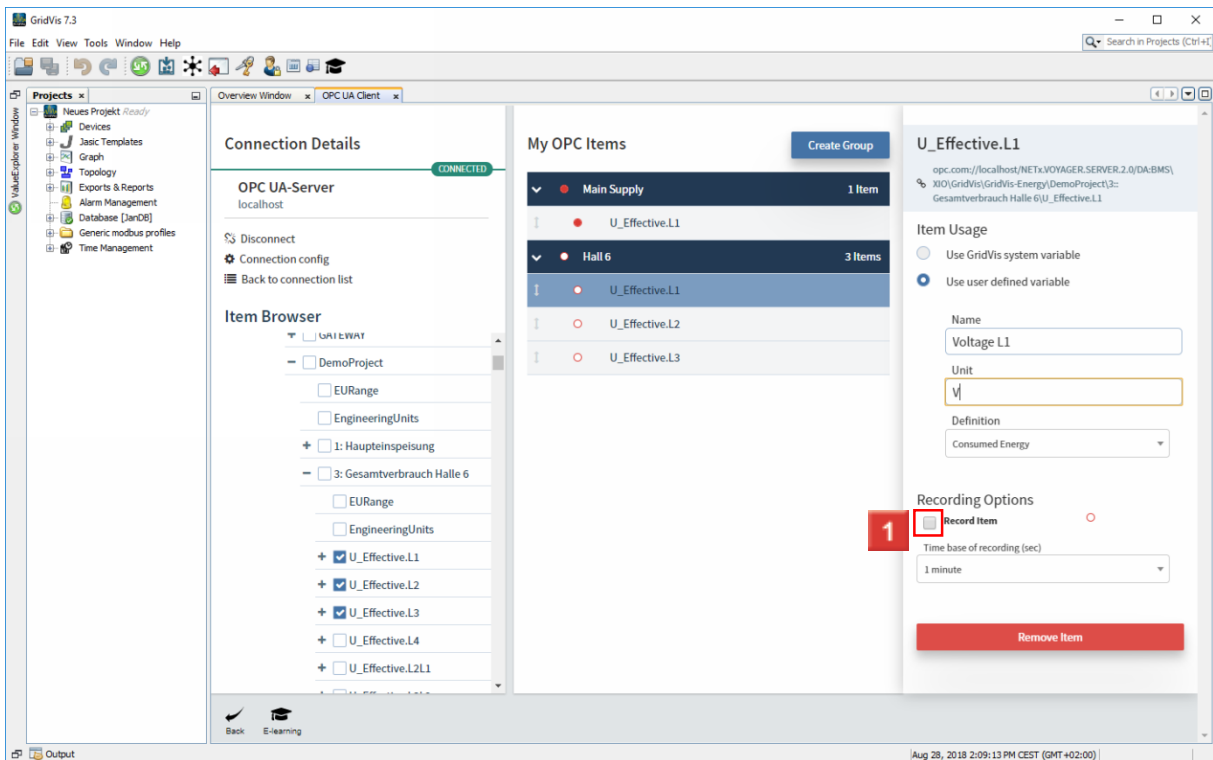 GridVis 7.3
File Edit View Tools Window Help
Search in Projects (Ctrl+I)
ValueExplorer Window
Projects
Neues Projekt Ready
Devices
Jasic Templates
Graph
Topology
Exports & Reports
Alarm Management
Database [JanDB]
Generic modbus profiles
Time Management
Overview Window
OPC UA Client
Connection Details
CONNECTED
OPC UA-Server
localhost
Disconnect
Connection config
Back to connection list
Item Browser
GATEWAY
DemoProject
EURange
EngineeringUnits
1: Haupteinspeisung
3: Gesamtverbrauch Halle 6
EURange
EngineeringUnits
U_Effective.L1
U_Effective.L2
U_Effective.L3
U_Effective.L4
U_Effective.L2L1
My OPC Items
Create Group
Main Supply 1 Item
U_Effective.L1
Hall 6 3 Items
U_Effective.L1
U_Effective.L2
U_Effective.L3
U_Effective.L1
opc.com://localhost/NETx.VOYAGER.SERVER.2.0/DA:BMS\
XIO\GridVis\GridVis-Energy\DemoProject\3::
Gesamtverbrauch Halle 6\U_Effective.L1
Item Usage
Use GridVis system variable
Use user defined variable
Name
Voltage L1
Unit
V
Definition
Consumed Energy
Recording Options
1
Record Item
Time base of recording (sec)
1 minute
Remove Item
Back
E-learning
Output
Aug 28, 2018 2:09:13 PM CEST (GMT+02:00)